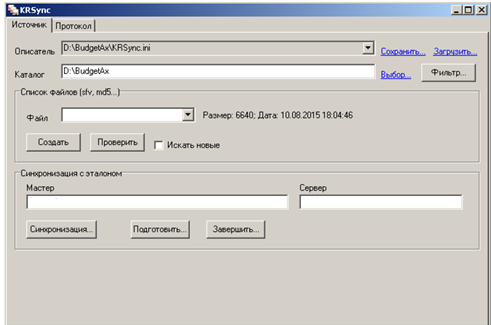 KRSync
Источник Протокол
Описатель D:\BudgetAx\KRSync.ini Сохранить... Загрузить...
Каталог D:\BudgetAx Выбор... Фильтр...
Список файлов (sfv, md5...)
Файл Размер: 6640; Дата: 10.08.2015 18:04:46
Создать Проверить Искать новые
Синхронизация с эталоном
Мастер Сервер
Синхронизация... Подготовить... Завершить...